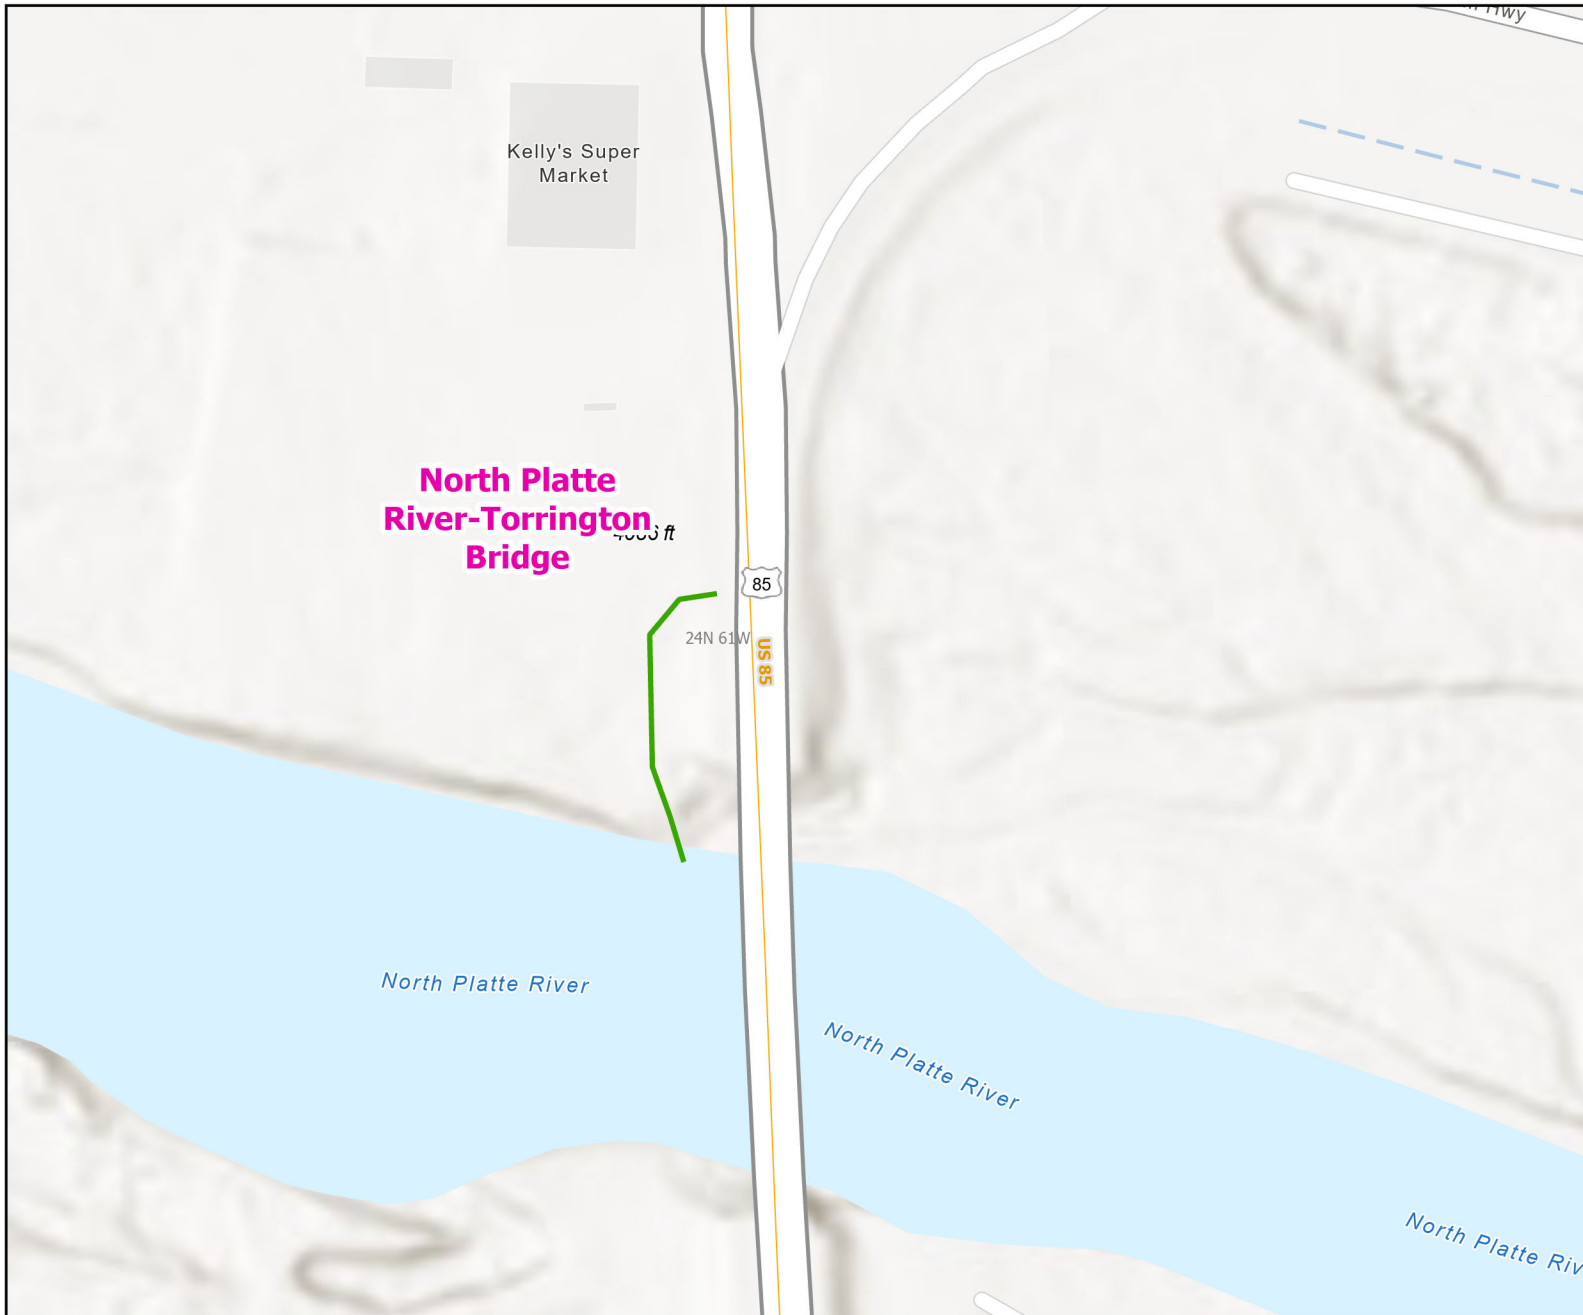 Hwy
Kelly's Super
Market
North Platte
River-Torrington
Bridge
ft
85
24N 61W
US 85
North Platte River
North Platte River
North Platte Riv